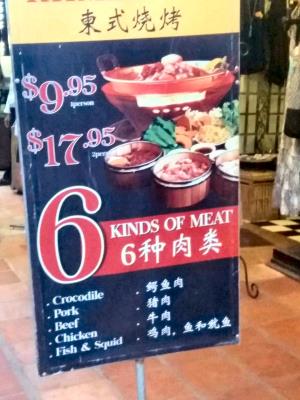 東式烧烤
$9.95
1person
$17.95
2per
6 KINDS OF MEAT
6种肉类
. Crocodile
. Pork
. Beef
. Chicken
. Fish & Squid
. 鳄鱼肉
. 猪肉
. 牛肉
. 鸡肉, 鱼和鱿鱼